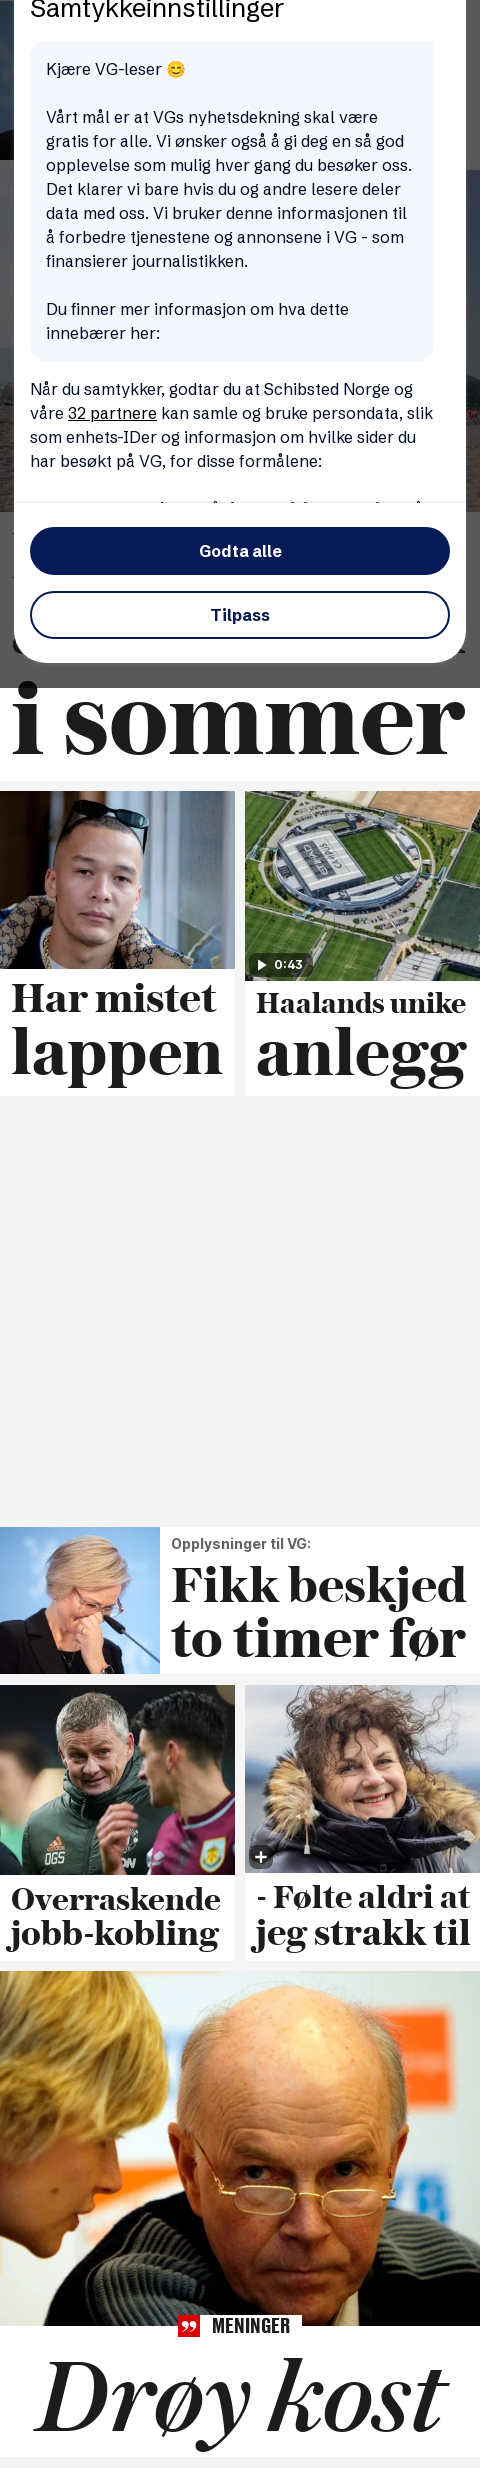 Samtykkeinnstillinger
Kjære VG-leser 😊
Vårt mål er at VGs nyhetsdekning skal være
gratis for alle. Vi ønsker også å gi deg en så god
opplevelse som mulig hver gang du besøker oss.
Det klarer vi bare hvis du og andre lesere deler
data med oss. Vi bruker denne informasjonen til
å forbedre tjenestene og annonsene i VG - som
finansierer journalistikken.
Du finner mer informasjon om hva dette
innebærer her:
Når du samtykker, godtar du at Schibsted Norge og
våre 32 partnere kan samle og bruke persondata, slik
som enhets-IDer og informasjon om hvilke sider du
har besøkt på VG, for disse formålene:
Godta alle
Tilpass
i sommer
CAMPUS
0:43
Har mistet
lappen
Haalands unike
anlegg
Opplysninger til VG:
Fikk beskjed
to timer før
OGS
Overraskende
jobb-kobling
- Følte aldri at
jeg strakk til
MENINGER
Drøy kost